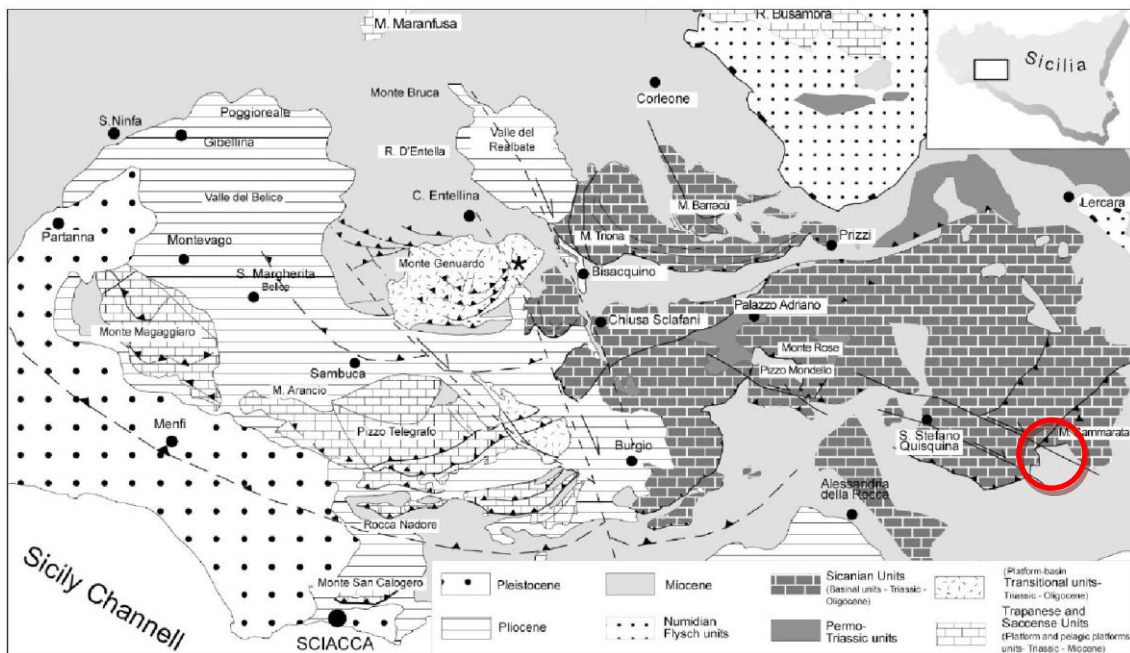 M. Maranfusa
R. Busambra
Sicilia
Monte Bruca
Corleone
Poggioreale
S.Ninfa
Gibellina
Valle del
Realbate
R. D'Entella
Valle del Belice
C. Entellina
M. Barracù
Lercara
Partanna
Montevago
M. Triona
Prizzi
Monte Genuardo
Bisacquino
S. Margherita
Belice
Palazzo Adriano
Chiusa Sclafani
Monte Magaggiaro
Monte Rose
Pizzo Mondello
Sambuca
M. Arancio
Menfi
Pizzo Telegrafo
Burgio
S. Stefano
Quisquina
M. Cammarata
Alessandria
della Rocca
Rocca Nadore
Sicily Channell
Monte San Calogero
SCIACCA
Pleistocene
Pliocene
Miocene
Numidian
Flysch units
Sicanian Units
(Basinal units - Triassic -
Oligocene)
Permo-
Triassic units
(Platform-basin
Transitional units-
Triassic - Oligocene)
Trapanese and
Saccense Units
(Platform and pelagic platforms
units- Triassic - Miocene)